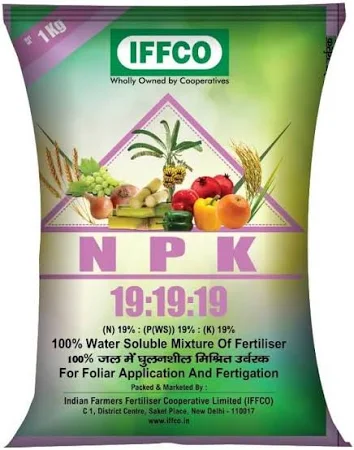 NET 1 Kg
IFFCO
Wholly Owned by Cooperatives
N P K
19:19:19
(N) 19% : (P(WS)) 19% : (K) 19%
100% Water Soluble Mixture Of Fertiliser
100% जल में घुलनशील मिश्रित उर्वरक
For Foliar Application And Fertigation
Packed & Marketed By :
Indian Farmers Fertiliser Cooperative Limited (IFFCO)
C 1, District Centre, Saket Place, New Delhi - 110017
www.iffco.in